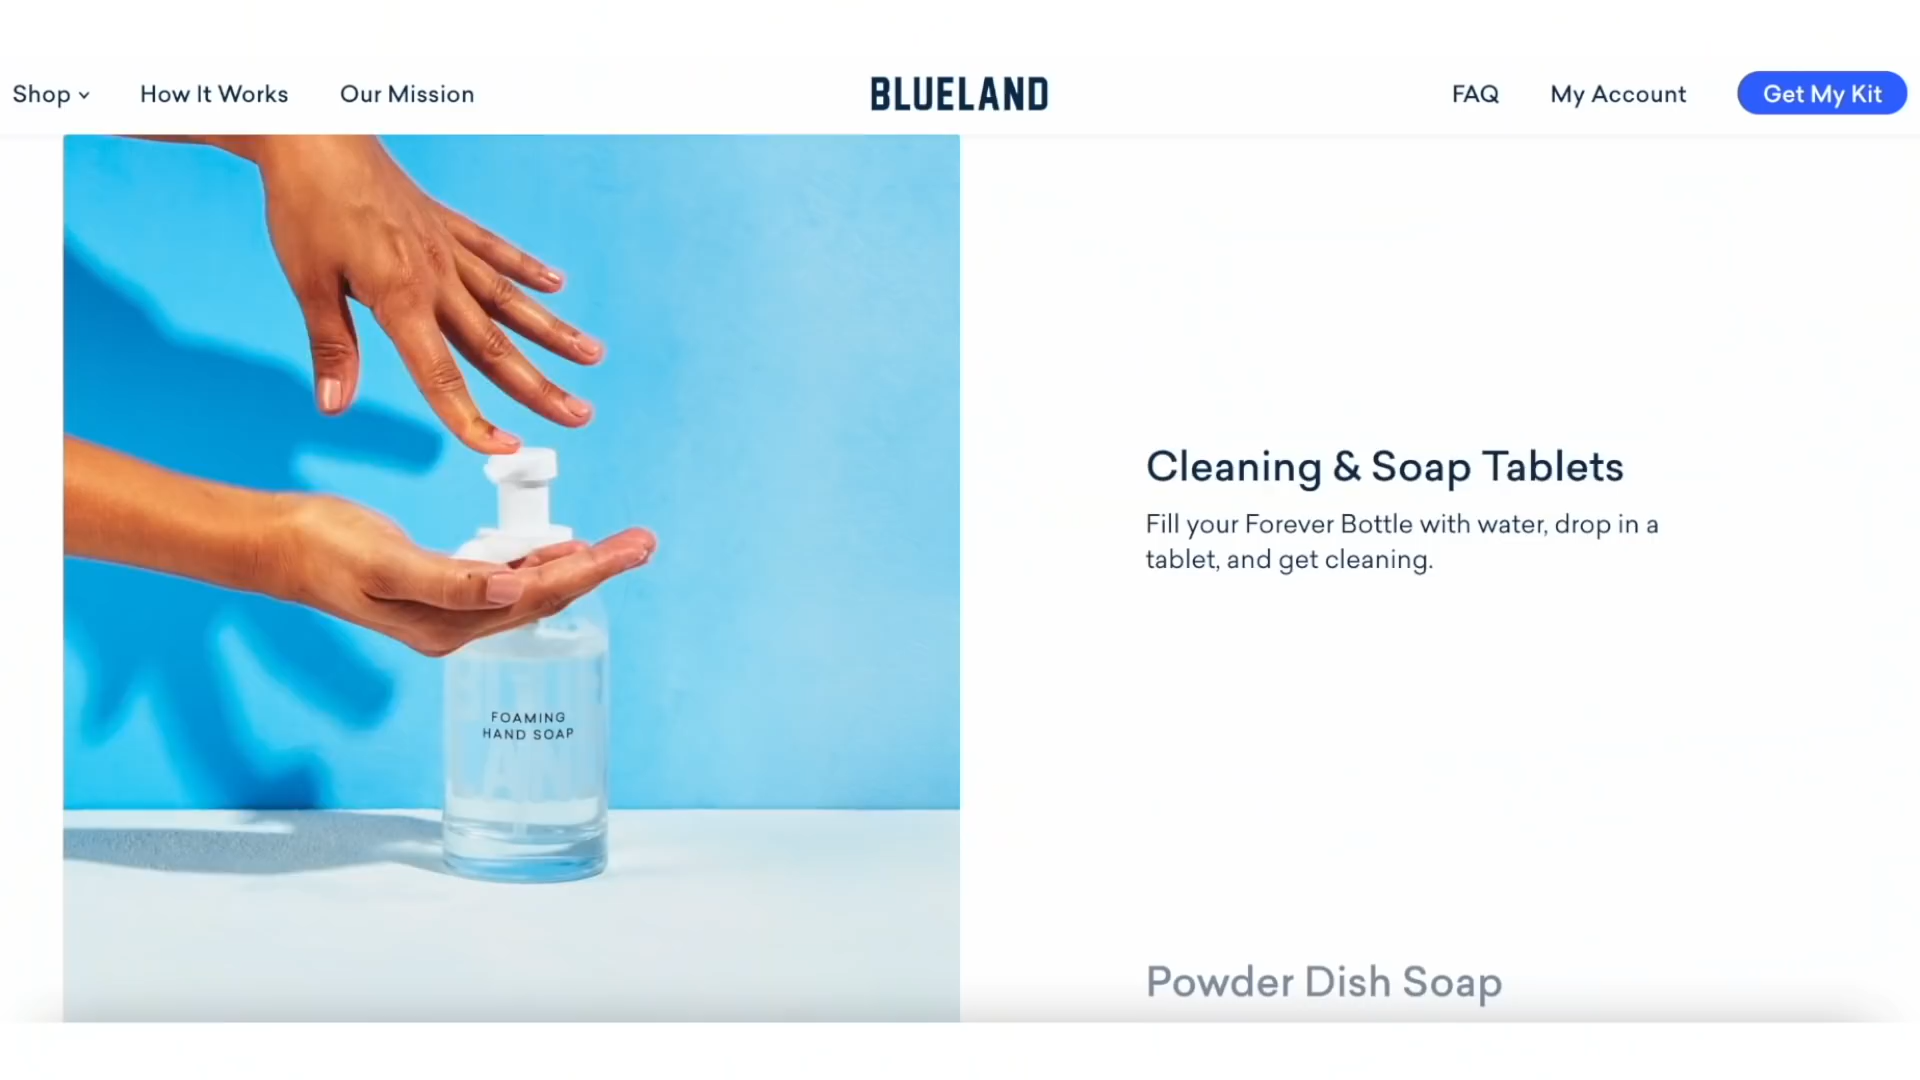 Shop
How It Works
Our Mission
BLUELAND
FAQ
My Account
Get My Kit
FOAMING
HAND SOAP
Cleaning & Soap Tablets
Fill your Forever Bottle with water, drop in a
tablet, and get cleaning.
Powder Dish Soap